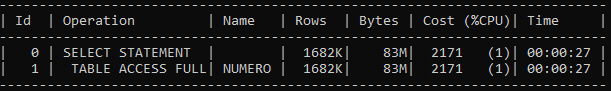 | Id | Operation | Name | Rows | Bytes | Cost (%CPU)| Time |
| 0 | SELECT STATEMENT | | 1682K| 83M| 2171 (1)| 00:00:27 |
| 1 | TABLE ACCESS FULL| NUMERO | 1682K| 83M| 2171 (1)| 00:00:27 |